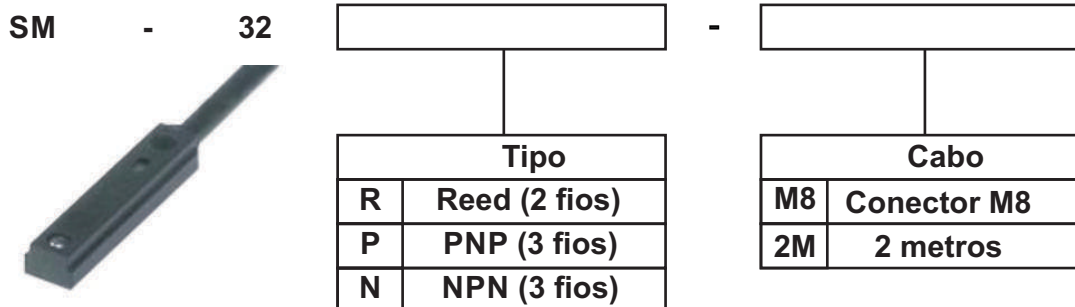 SM - 32 -
Tipo
R Reed (2 fios)
P PNP (3 fios)
N NPN (3 fios)
Cabo
M8 Conector M8
2M 2 metros